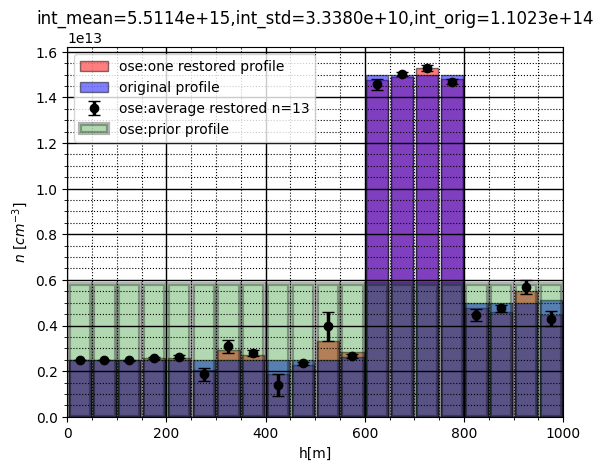 int_mean=5.5114e+15,int_std=3.3380e+10,int_orig=1.1023e+14
1e13
ose:one restored profile
original profile
ose:average restored n=13
ose:prior profile
1.6
1.4
1.2
1.0
0.8
0.6
0.4
0.2
0.0
n [cm⁻³]
0 200 400 600 800 1000
h[m]